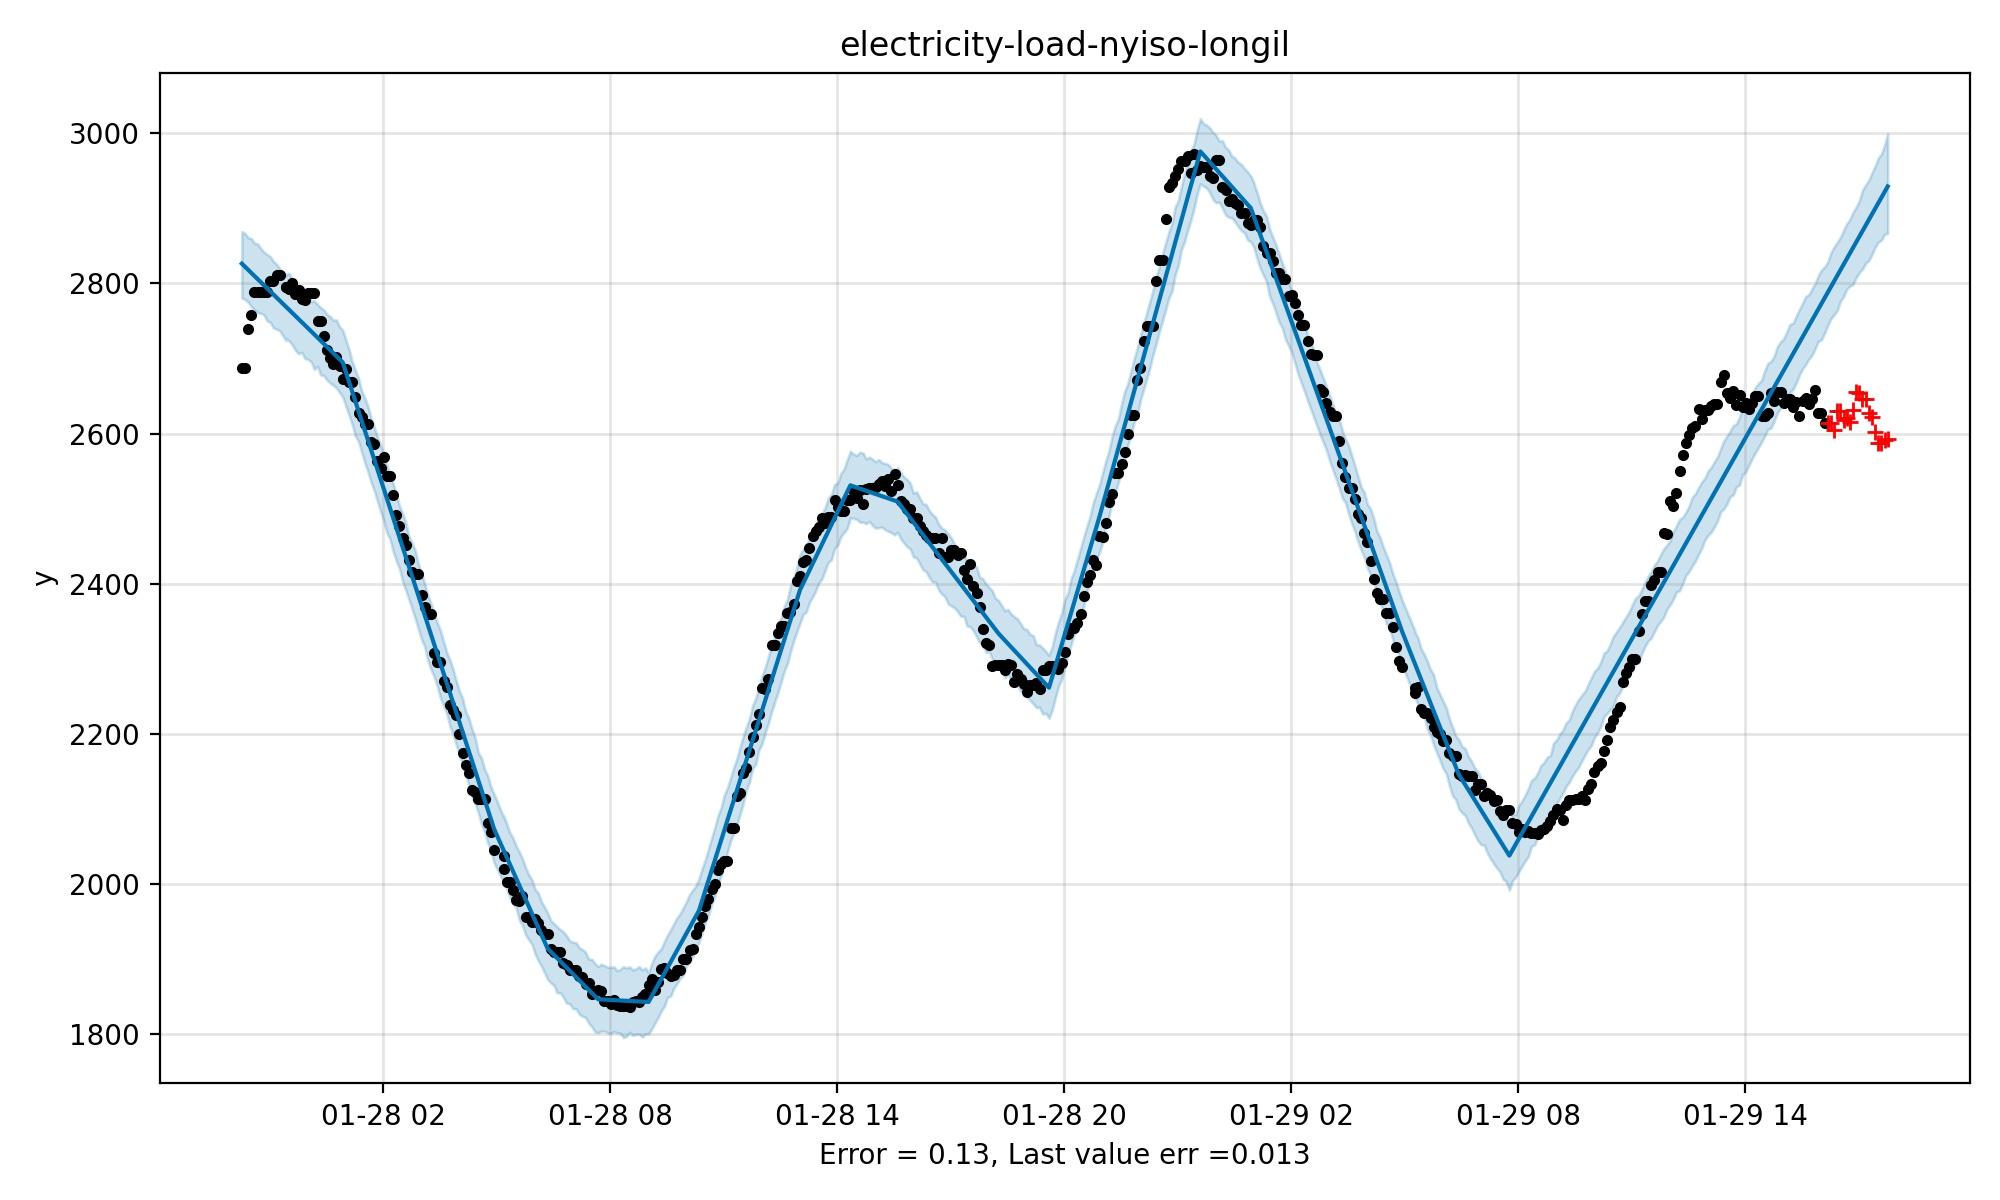 electricity-load-nyiso-longil
3000
2800
2600
2400
2200
2000
1800
y
01-28 02 01-28 08 01-28 14 01-28 20 01-29 02 01-29 08 01-29 14
Error = 0.13, Last value err =0.013